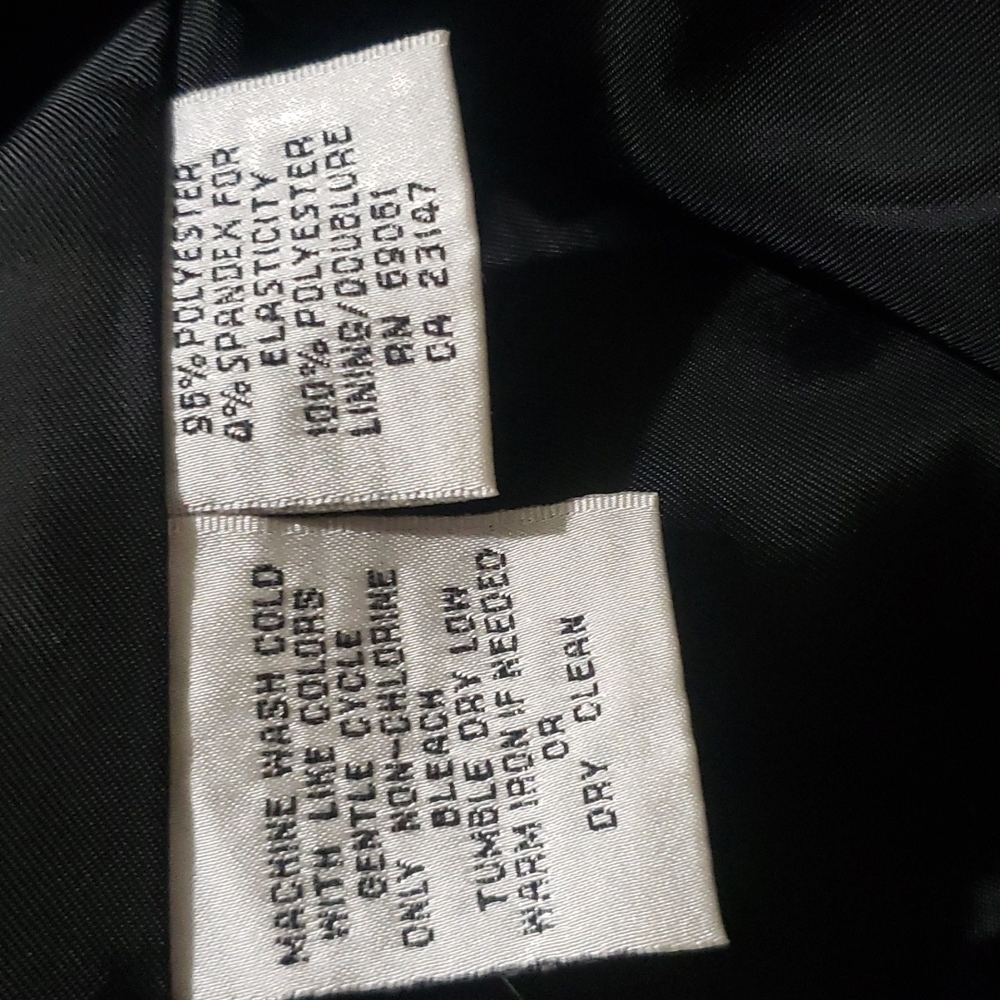 96% POLYESTER
4% SPANDEX FOR
ELASTICITY
100% POLYESTER
LINING/DOUBLURE
RN 69061
CA 23147
MACHINE WASH COLD
WITH LIKE COLORS
GENTLE CYCLE
ONLY NON-CHLORINE
BLEACH
TUMBLE DRY LOW
WARM IRON IF NEEDED
OR
DRY CLEAN